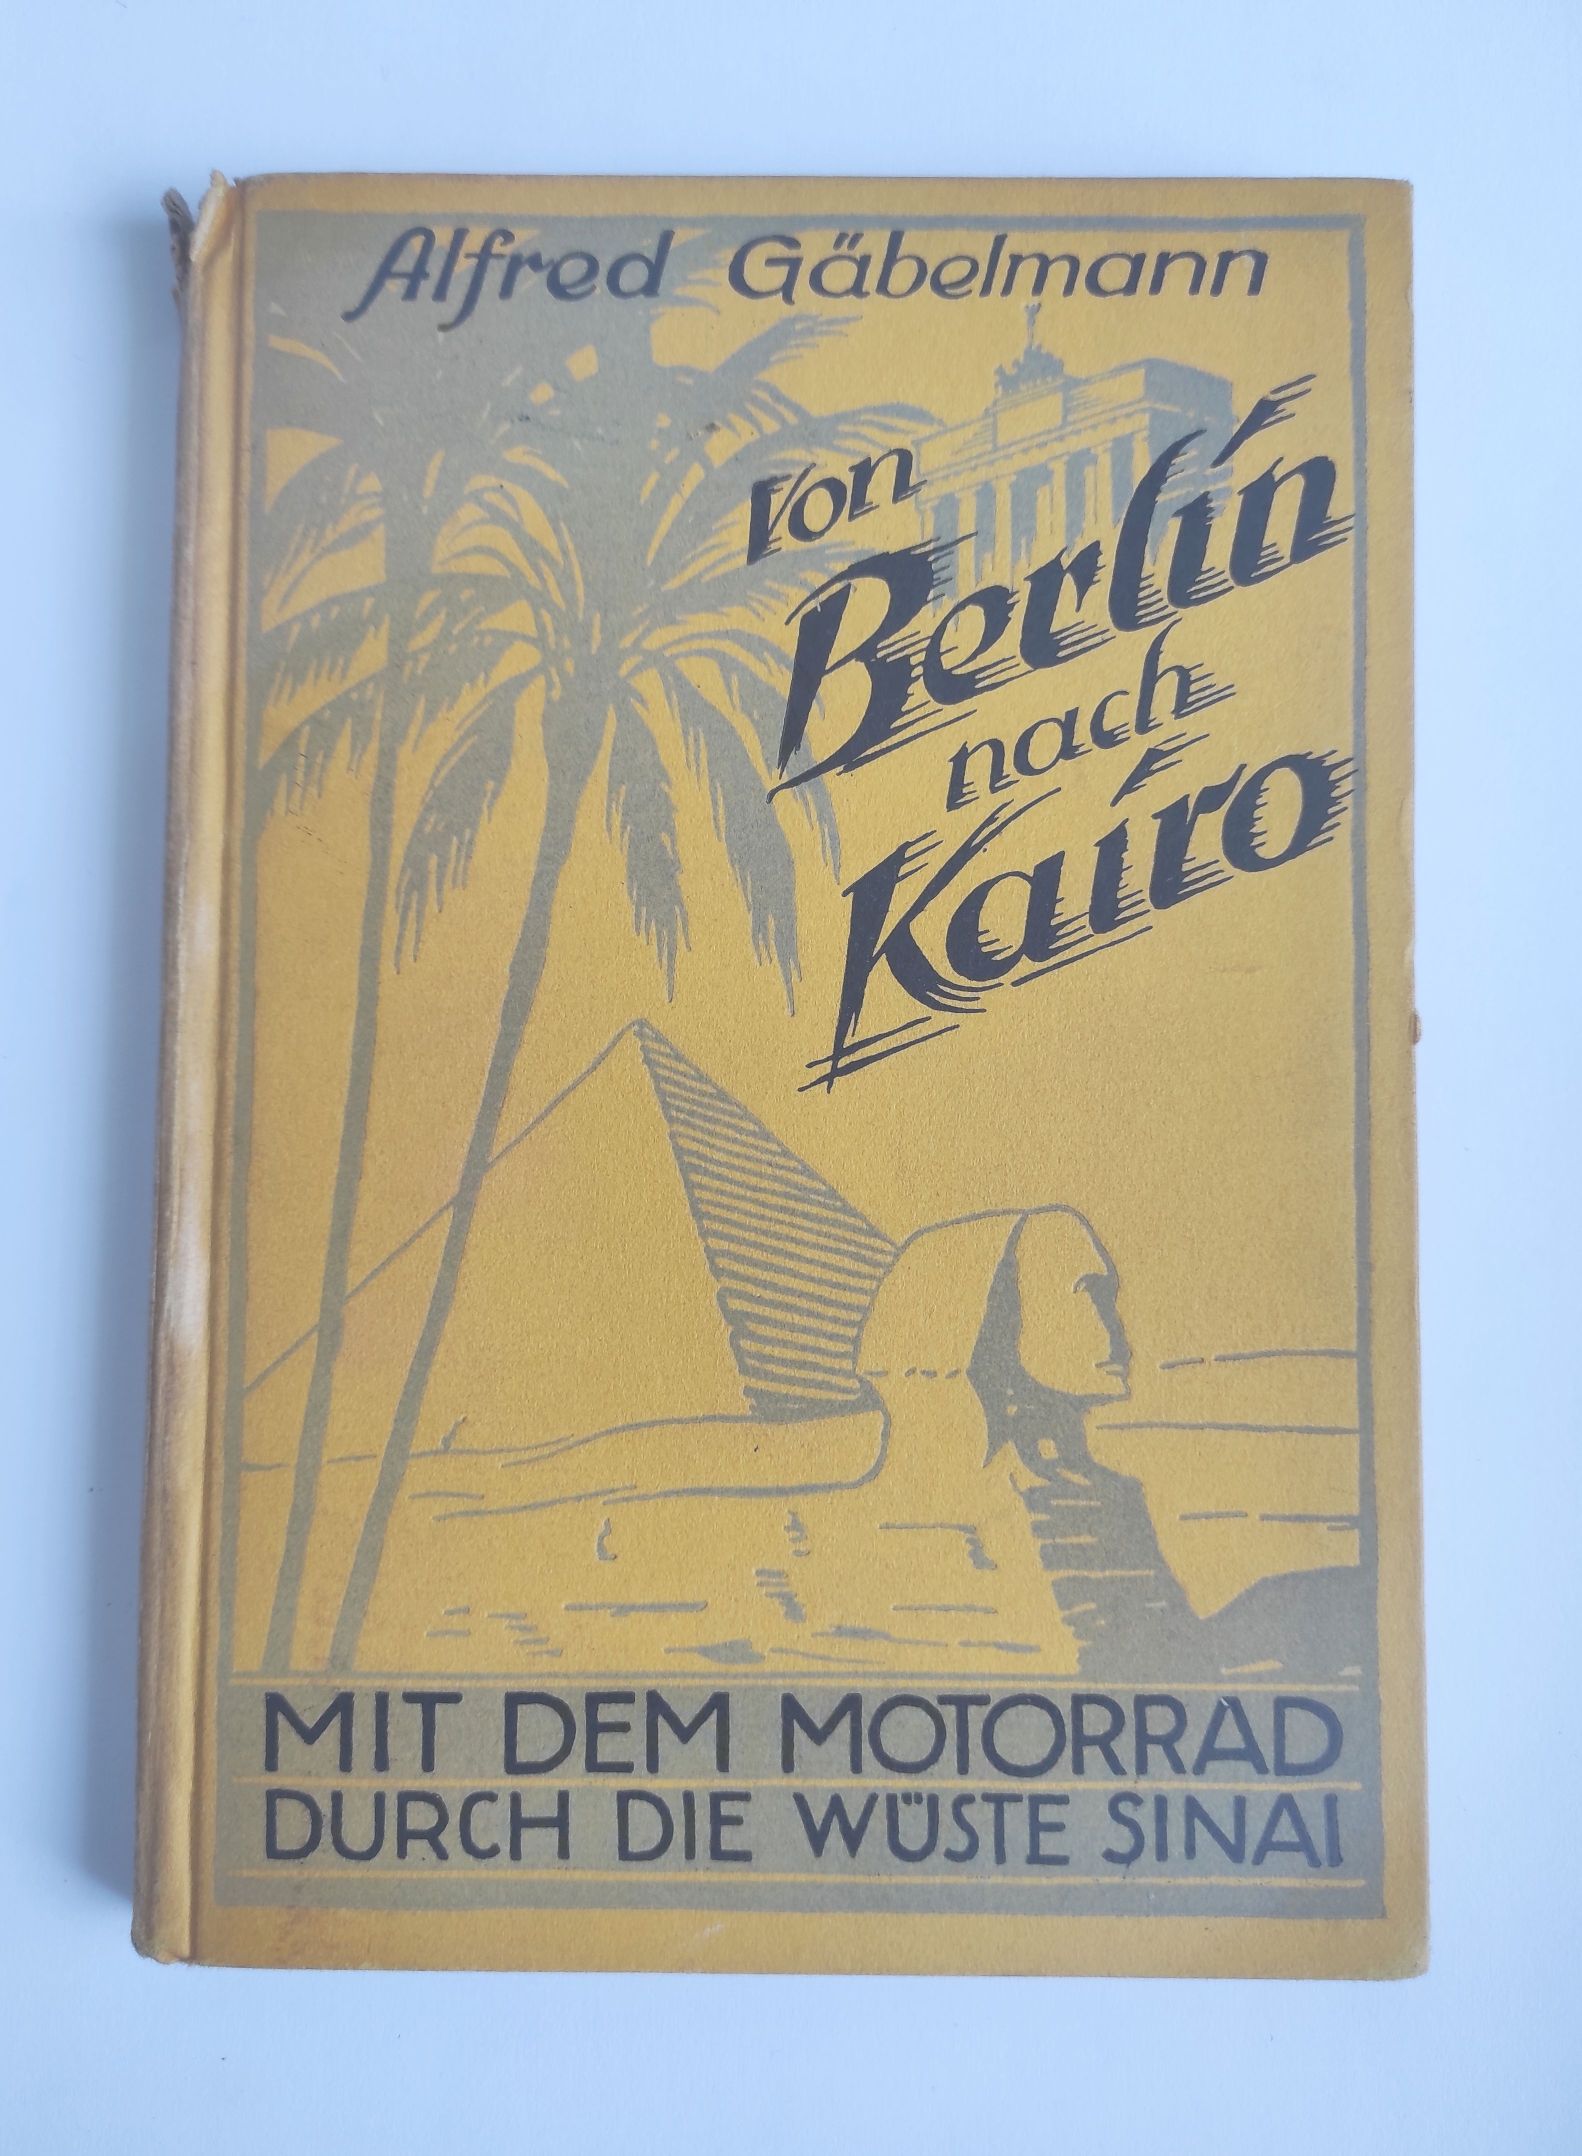 Alfred Gäbelmann
Von
Berlin
nach
Kairo
MIT DEM MOTORRAD
DURCH DIE WÜSTE SINAI